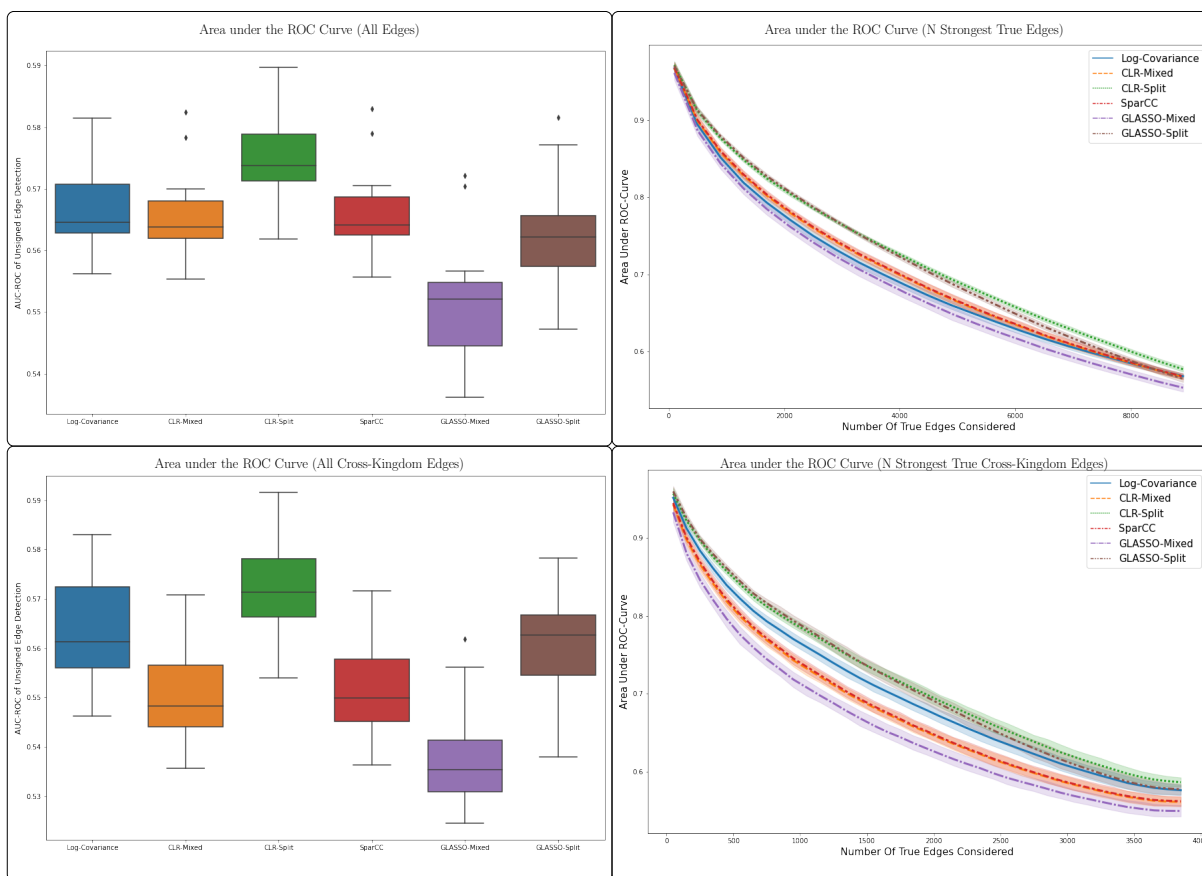 Area under the ROC Curve (All Edges)
0.59
0.58
0.57
0.56
0.55
0.54
AUC-ROC of Unsigned Edge Detection
Log-Covariance CLR-Mixed CLR-Split SparCC GLASSO-Mixed GLASSO-Split
Area under the ROC Curve (N Strongest True Edges)
Log-Covariance
CLR-Mixed
CLR-Split
SparCC
GLASSO-Mixed
GLASSO-Split
0.9
0.8
0.7
0.6
Area Under ROC-Curve
0 2000 4000 6000 8000
Number Of True Edges Considered
Area under the ROC Curve (All Cross-Kingdom Edges)
0.59
0.58
0.57
0.56
0.55
0.54
0.53
AUC-ROC of Unsigned Edge Detection
Log-Covariance CLR-Mixed CLR-Split SparCC GLASSO-Mixed GLASSO-Split
Area under the ROC Curve (N Strongest True Cross-Kingdom Edges)
Log-Covariance
CLR-Mixed
CLR-Split
SparCC
GLASSO-Mixed
GLASSO-Split
0.9
0.8
0.7
0.6
Area Under ROC-Curve
0 500 1000 1500 2000 2500 3000 3500
Number Of True Edges Considered